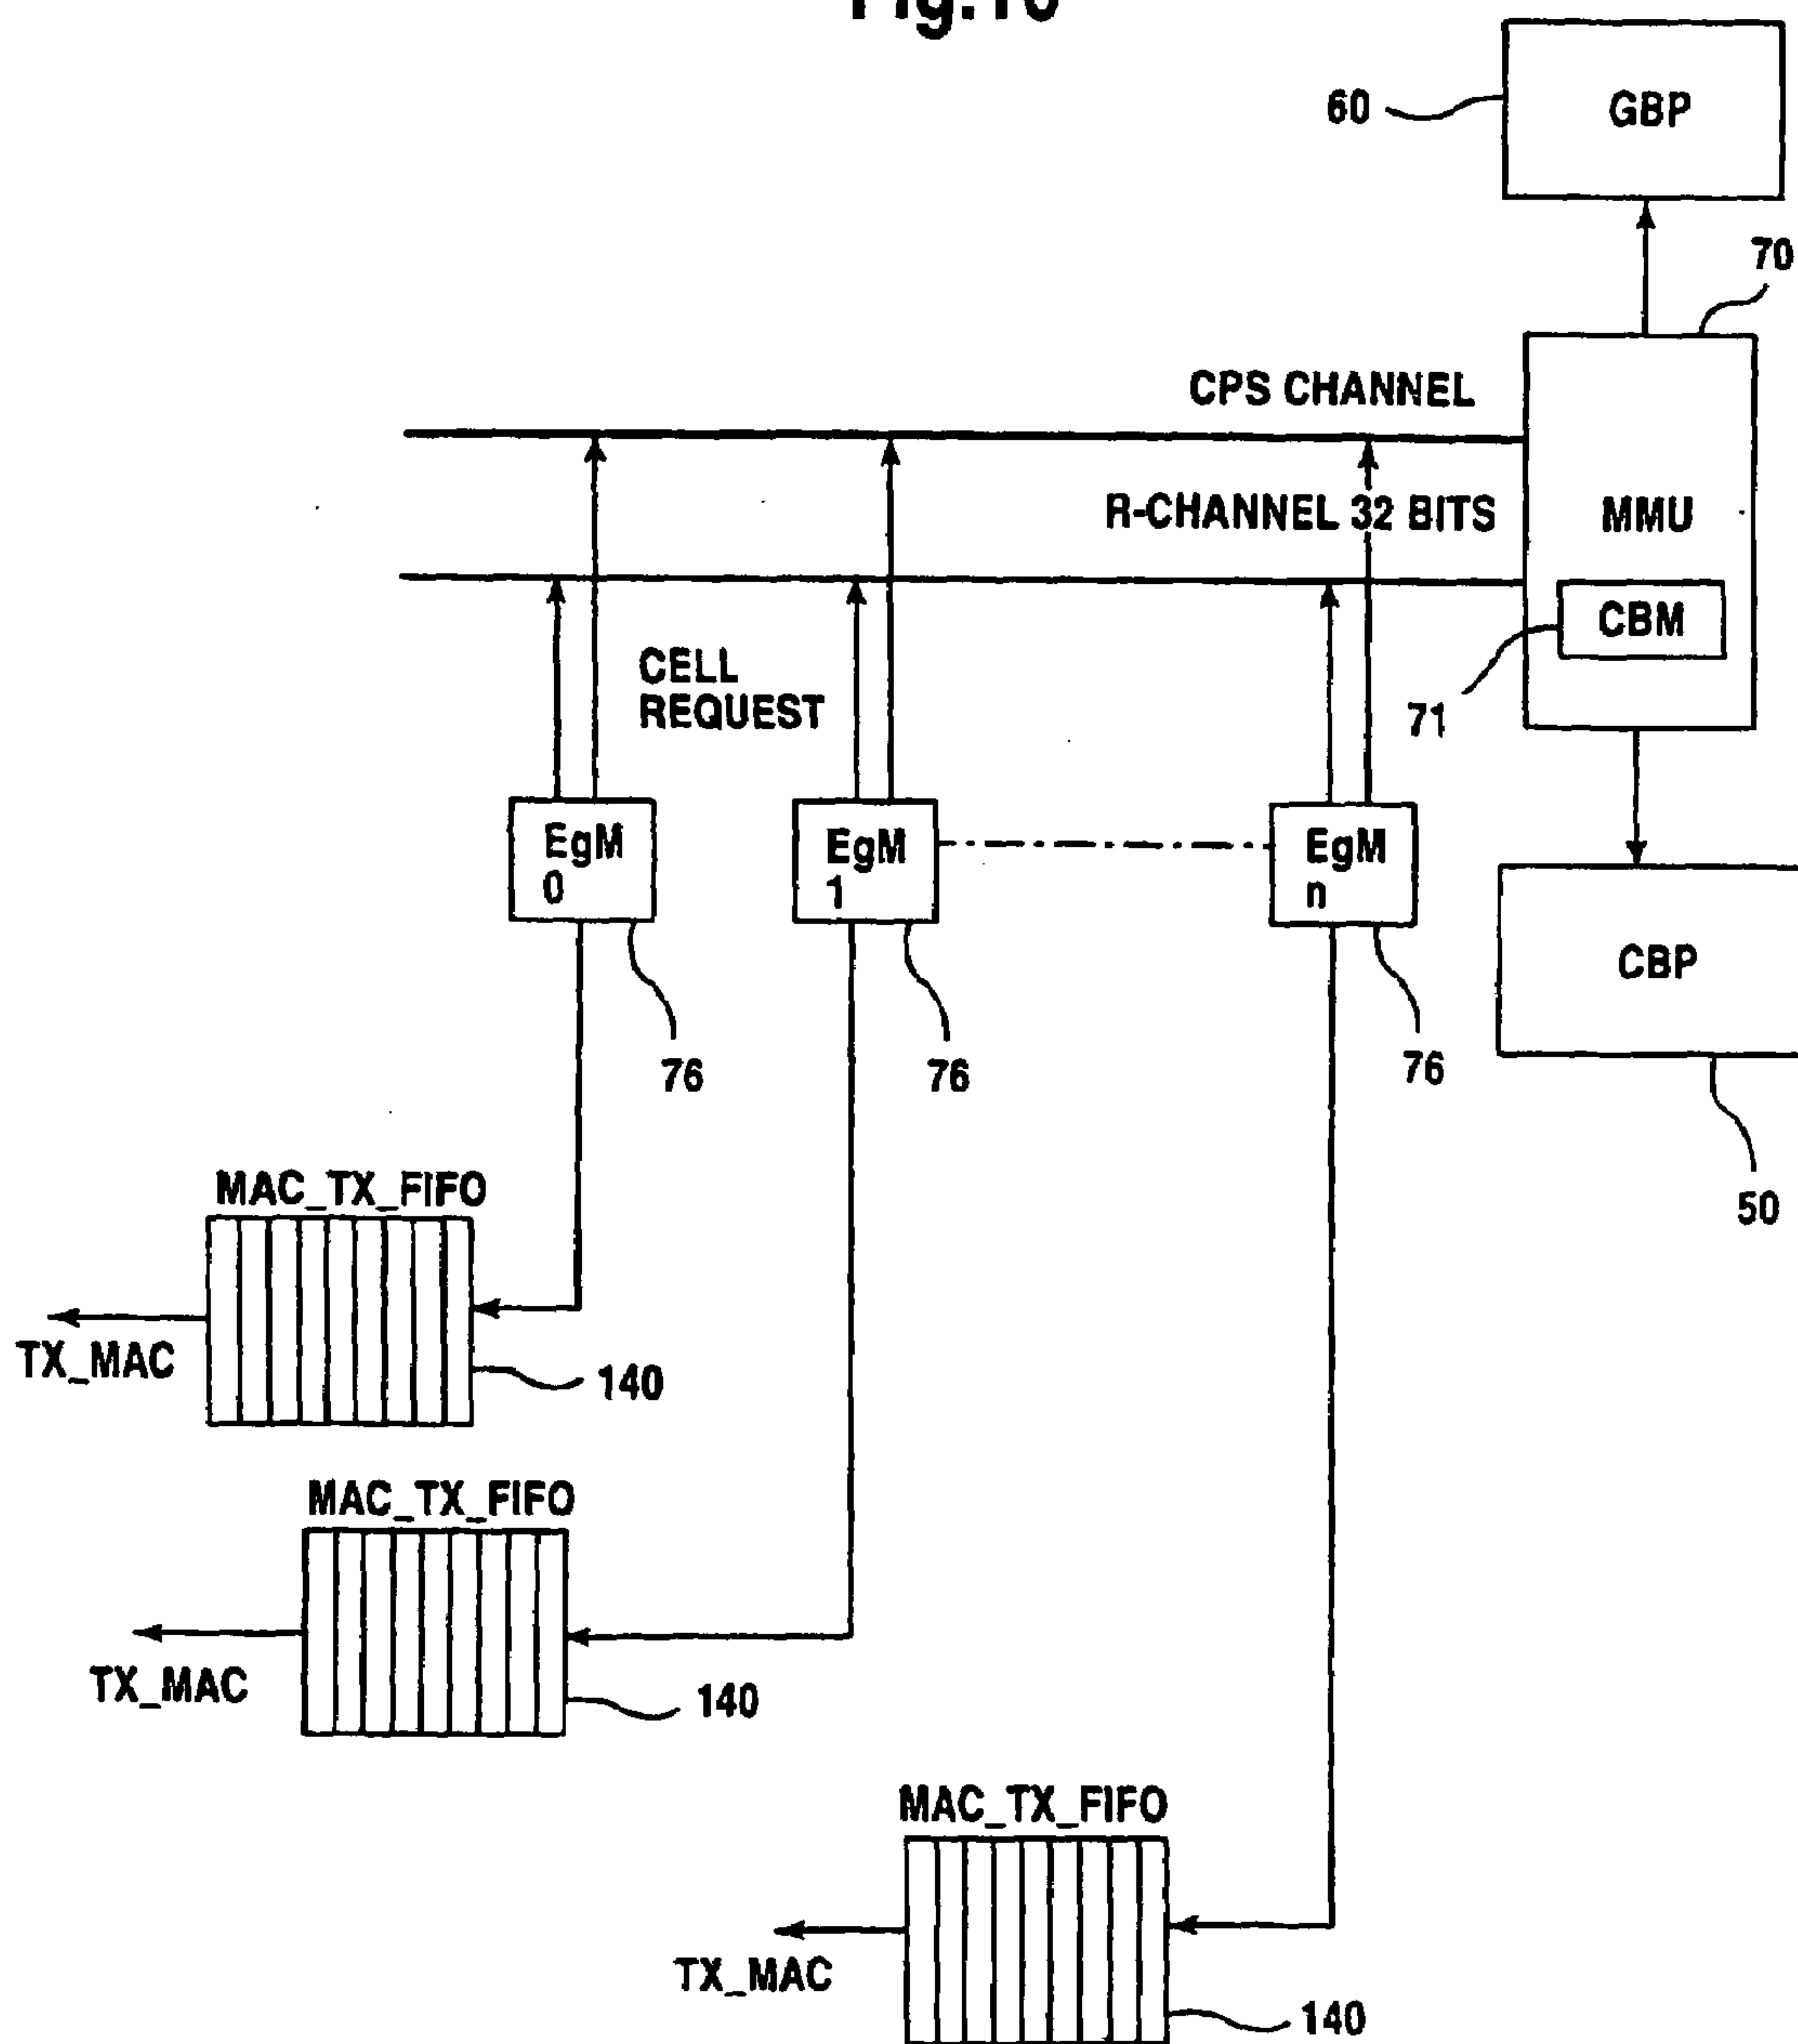 60
GBP
70
CPS CHANNEL
R-CHANNEL 32 BITS
MMU
CBM
CELL
REQUEST
71
EgM
0
EgM
1
EgM
n
CBP
76
76
76
50
MAC_TX_FIFO
TX_MAC
140
MAC_TX_FIFO
TX_MAC
140
MAC_TX_FIFO
TX_MAC
140